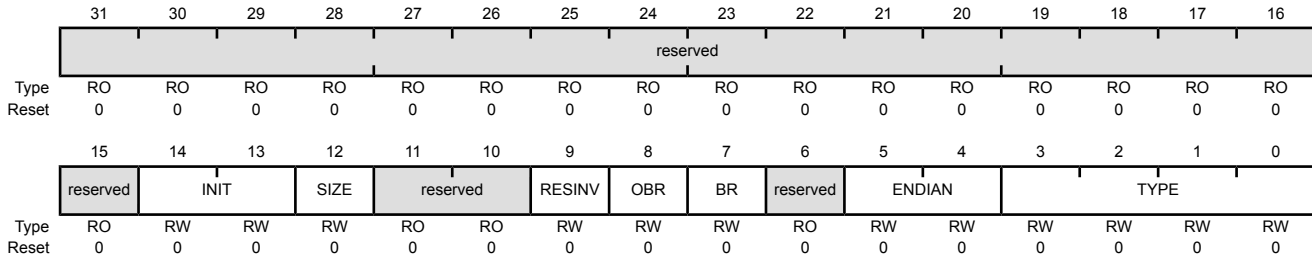 31 30 29 28 27 26 25 24 23 22 21 20 19 18 17 16
reserved
Type RO RO RO RO RO RO RO RO RO RO RO RO RO RO RO RO
Reset 0 0 0 0 0 0 0 0 0 0 0 0 0 0 0 0
15 14 13 12 11 10 9 8 7 6 5 4 3 2 1 0
reserved INIT SIZE reserved RESINV OBR BR reserved ENDIAN TYPE
Type RO RW RW RW RO RO RW RW RW RO RW RW RW RW RW RW
Reset 0 0 0 0 0 0 0 0 0 0 0 0 0 0 0 0